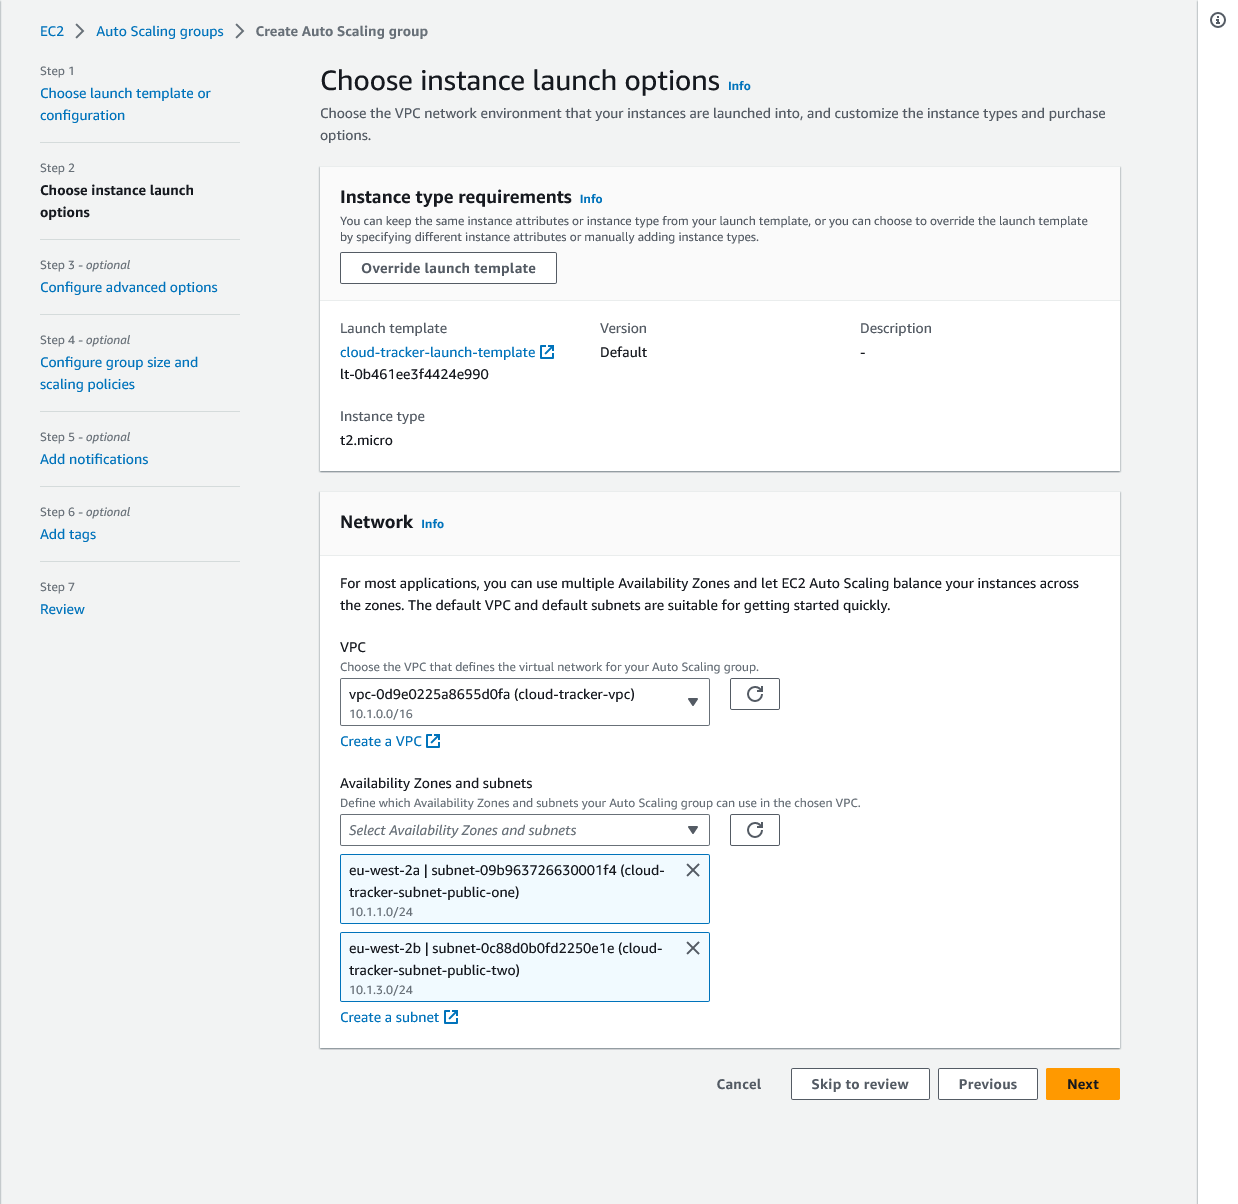 EC2 > Auto Scaling groups > Create Auto Scaling group
Step 1
Choose launch template or
configuration
Step 2
Choose instance launch
options
Step 3 - optional
Configure advanced options
Step 4 - optional
Configure group size and
scaling policies
Step 5 - optional
Add notifications
Step 6 - optional
Add tags
Step 7
Review
Choose instance launch options Info
Choose the VPC network environment that your instances are launched into, and customize the instance types and purchase
options.
Instance type requirements Info
You can keep the same instance attributes or instance type from your launch template, or you can choose to override the launch template
by specifying different instance attributes or manually adding instance types.
Override launch template
Launch template Version Description
cloud-tracker-launch-template Default -
lt-0b461ee3f4424e990
Instance type
t2.micro
Network Info
For most applications, you can use multiple Availability Zones and let EC2 Auto Scaling balance your instances across
the zones. The default VPC and default subnets are suitable for getting started quickly.
VPC
Choose the VPC that defines the virtual network for your Auto Scaling group.
vpc-0d9e0225a8655d0fa (cloud-tracker-vpc)
10.1.0.0/16
Create a VPC
Availability Zones and subnets
Define which Availability Zones and subnets your Auto Scaling group can use in the chosen VPC.
Select Availability Zones and subnets
eu-west-2a | subnet-09b963726630001f4 (cloud-
tracker-subnet-public-one)
10.1.1.0/24
eu-west-2b | subnet-0c88d0b0fd2250e1e (cloud-
tracker-subnet-public-two)
10.1.3.0/24
Create a subnet
Cancel Skip to review Previous Next